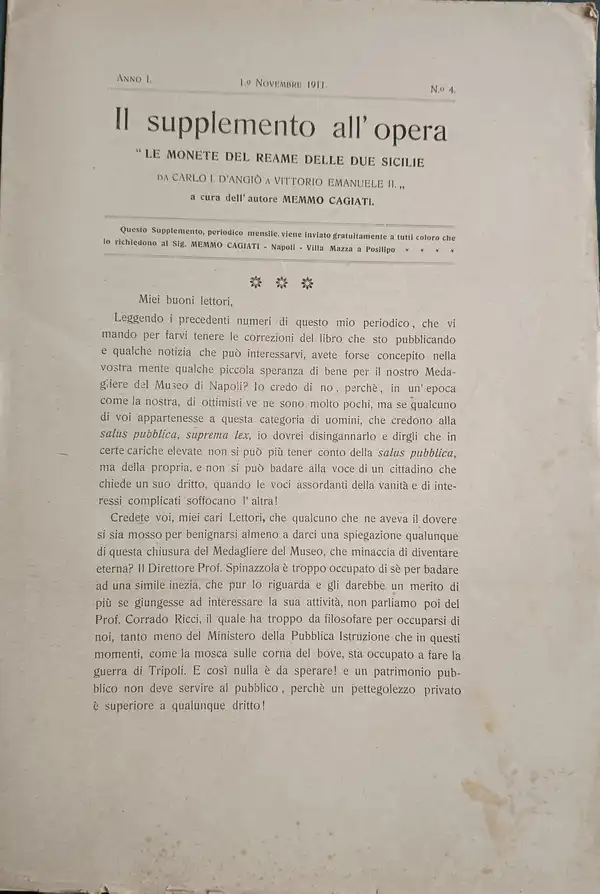 ANNO I.
1.º NOVEMBRE 1911.
N.º 4.
Il supplemento all' opera
" LE MONETE DEL REAME DELLE DUE SICILIE
DA CARLO I. D'ANGIÒ A VITTORIO EMANUELE II. „
a cura dell' autore MEMMO CAGIATI.
Questo Supplemento, periodico mensile, viene inviato gratuitamente a tutti coloro che
lo richiedono al Sig. MEMMO CAGIATI - Napoli - Villa Mazza a Posilipo
Miei buoni lettori,
Leggendo i precedenti numeri di questo mio periodico, che vi
mando per farvi tenere le correzioni del libro che sto pubblicando
e qualche notizia che può interessarvi, avete forse concepito nella
vostra mente qualche piccola speranza di bene per il nostro Meda-
gliere del Museo di Napoli? Io credo di no, perchè, in un' epoca
come la nostra, di ottimisti ve ne sono molto pochi, ma se qualcuno
di voi appartenesse a questa categoria di uomini, che credono alla
salus pubblica, suprema lex, io dovrei disingannarlo e dirgli che in
certe cariche elevate non si può più tener conto della salus pubblica,
ma della propria, e non si può badare alla voce di un cittadino che
chiede un suo dritto, quando le voci assordanti della vanità e di inte-
ressi complicati soffocano l' altra!
Credete voi, miei cari Lettori, che qualcuno che ne aveva il dovere
si sia mosso per benignarsi almeno a darci una spiegazione qualunque
di questa chiusura del Medagliere del Museo, che minaccia di diventare
eterna? Il Direttore Prof. Spinazzola è troppo occupato di sè per badare
ad una simile inezia, che pur lo riguarda e gli darebbe un merito di
più se giungesse ad interessare la sua attività, non parliamo poi del
Prof. Corrado Ricci, il quale ha troppo da filosofare per occuparsi di
noi, tanto meno del Ministero della Pubblica Istruzione che in questi
momenti, come la mosca sulle corna del bove, sta occupato a fare la
guerra di Tripoli. E così nulla è da sperare! e un patrimonio pub-
blico non deve servire al pubblico, perchè un pettegolezzo privato
è superiore a qualunque dritto!